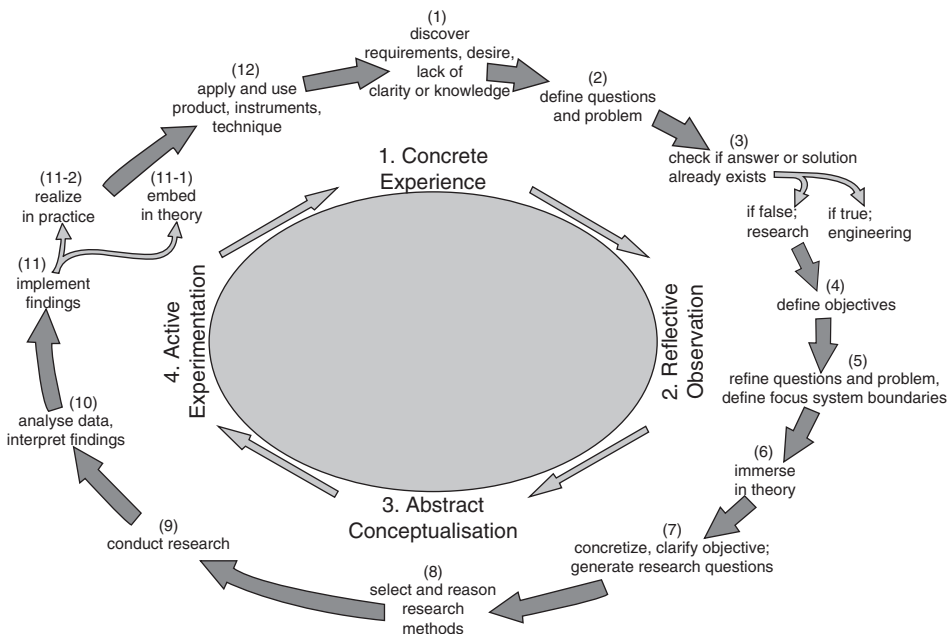 (1)
discover
requirements, desire,
lack of
clarity or knowledge
(2)
define questions
and problem
(3)
check if answer or solution
already exists
if false;
research
if true;
engineering
(4)
define objectives
(5)
refine questions and problem,
define focus system boundaries
(6)
immerse
in theory
(7)
concretize, clarify objective;
generate research questions
(8)
select and reason
research
methods
(9)
conduct research
(10)
analyse data,
interpret findings
(11)
implement
findings
(11-2)
realize
in practice
(11-1)
embed
in theory
(12)
apply and use
product, instruments,
technique
1. Concrete
Experience
2. Reflective
Observation
3. Abstract
Conceptualisation
4. Active
Experimentation